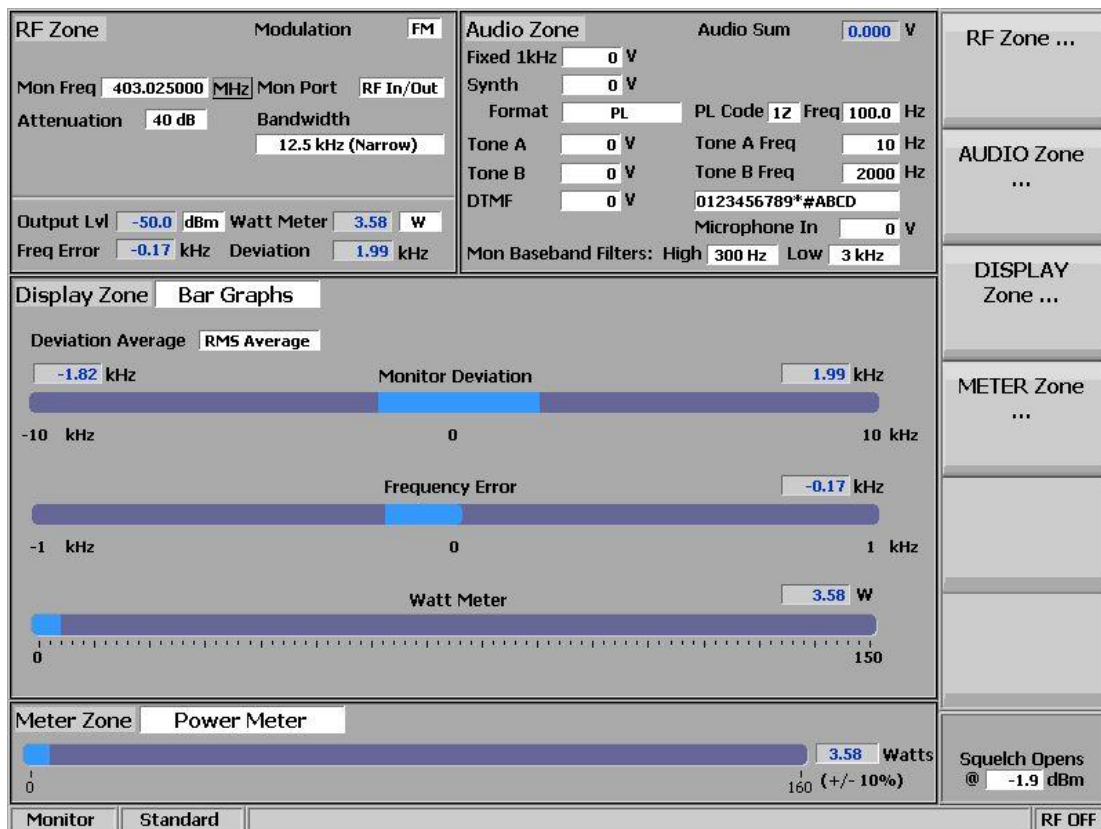 RF Zone Modulation FM
Mon Freq 403.025000 MHz Mon Port RF In/Out
Attenuation 40 dB Bandwidth
12.5 kHz (Narrow)
Output Lvl -50.0 dBm Watt Meter 3.58 W
Freq Error -0.17 kHz Deviation 1.99 kHz
Audio Zone Audio Sum 0.000 V
Fixed 1kHz 0 V
Synth 0 V
Format PL PL Code 1Z Freq 100.0 Hz
Tone A 0 V Tone A Freq 10 Hz
Tone B 0 V Tone B Freq 2000 Hz
DTMF 0 V 0123456789*#ABCD
Microphone In 0 V
Mon Baseband Filters: High 300 Hz Low 3 kHz
Display Zone Bar Graphs
Deviation Average RMS Average
-1.82 kHz Monitor Deviation 1.99 kHz
-10 kHz 0 10 kHz
Frequency Error -0.17 kHz
-1 kHz 0 1 kHz
Watt Meter 3.58 W
0 150
Meter Zone Power Meter
3.58 Watts
0 160 (+/- 10%)
RF Zone ...
AUDIO Zone
...
DISPLAY
Zone ...
METER Zone
...
Squelch Opens
@ -1.9 dBm
Monitor Standard RF OFF